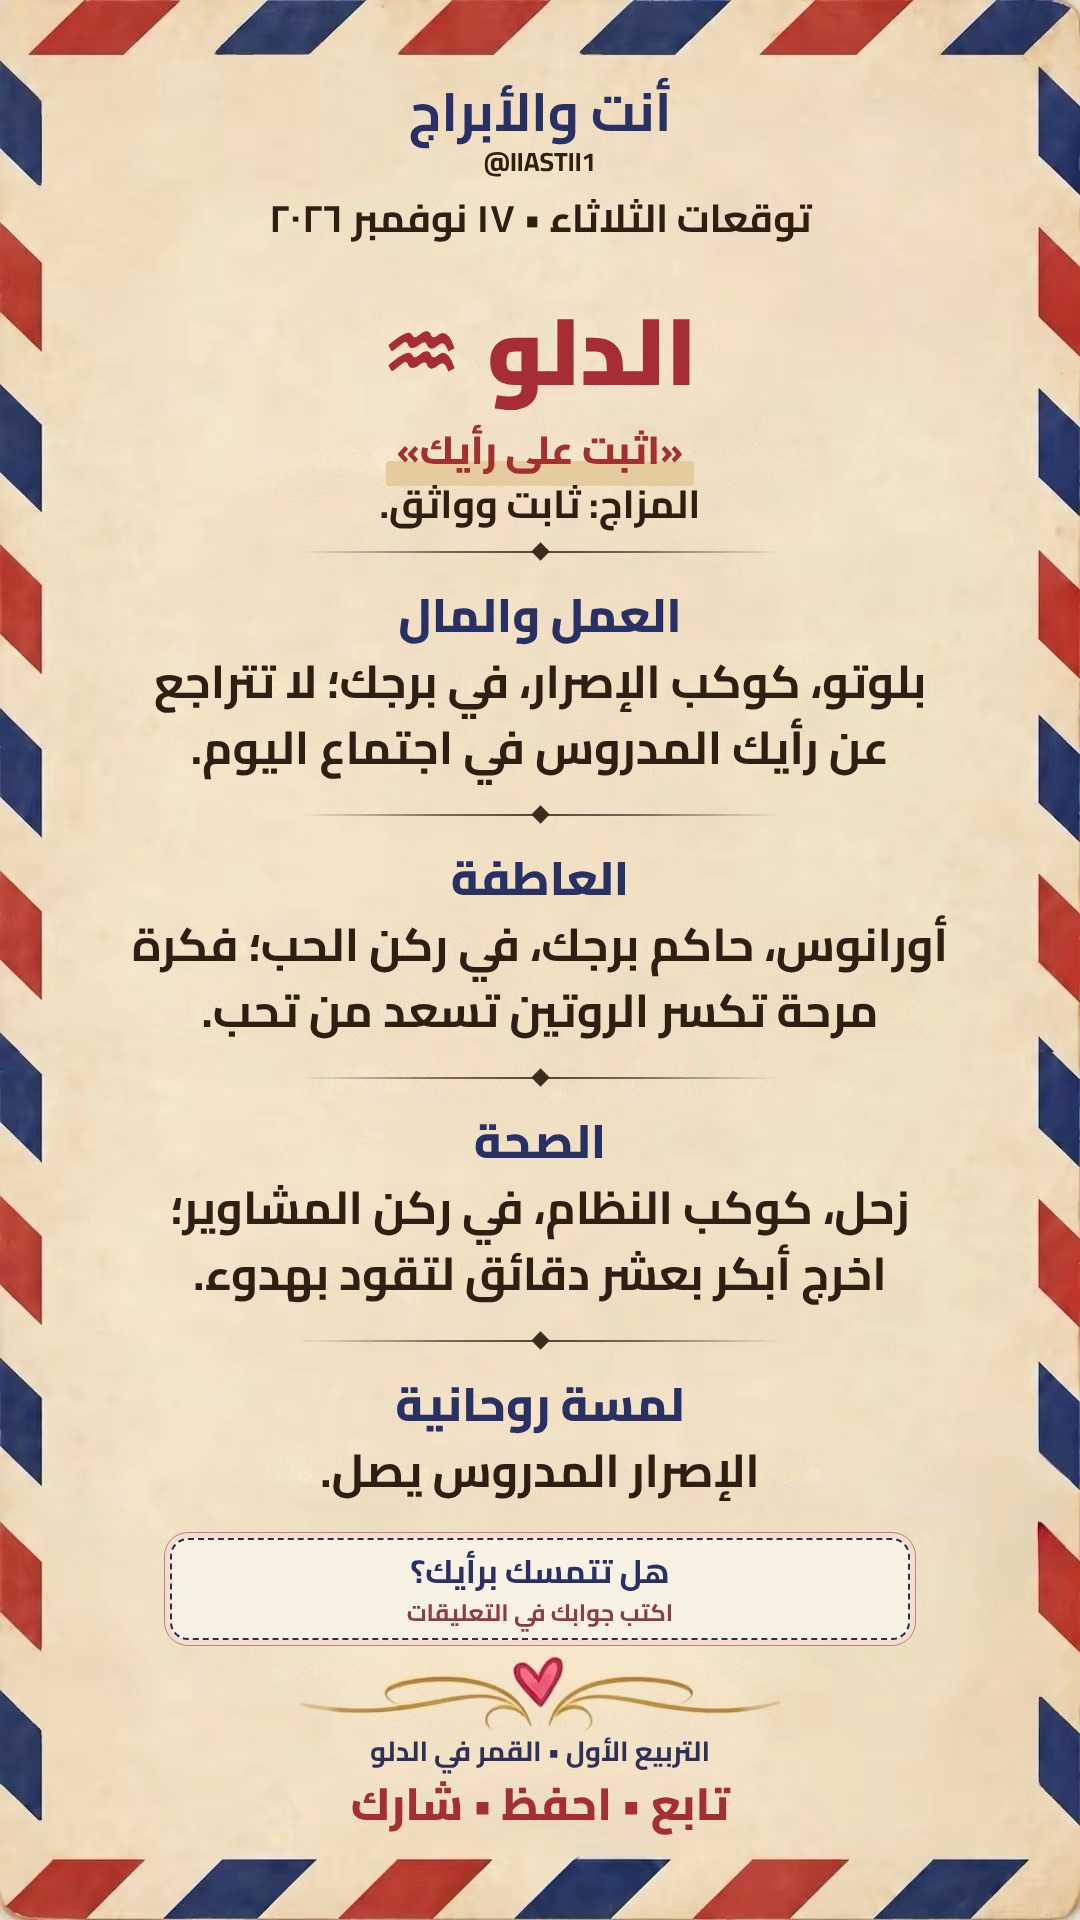 أنت والأبراج
@IIASTII1
توقعات الثلاثاء ▪ ١٧ نوفمبر ٢٠٢٦
الدلو ♒
«اثبت على رأيك»
المزاج: ثابت وواثق.
العمل والمال
بلوتو، كوكب الإصرار، في برجك؛ لا تتراجع
عن رأيك المدروس في اجتماع اليوم.
العاطفة
أورانوس، حاكم برجك، في ركن الحب؛ فكرة
مرحة تكسر الروتين تسعد من تحب.
الصحة
زحل، كوكب النظام، في ركن المشاوير؛
اخرج أبكر بعشر دقائق لتقود بهدوء.
لمسة روحانية
الإصرار المدروس يصل.
هل تتمسك برأيك؟
اكتب جوابك في التعليقات
التربيع الأول ▪ القمر في الدلو
تابع ▪ احفظ ▪ شارك